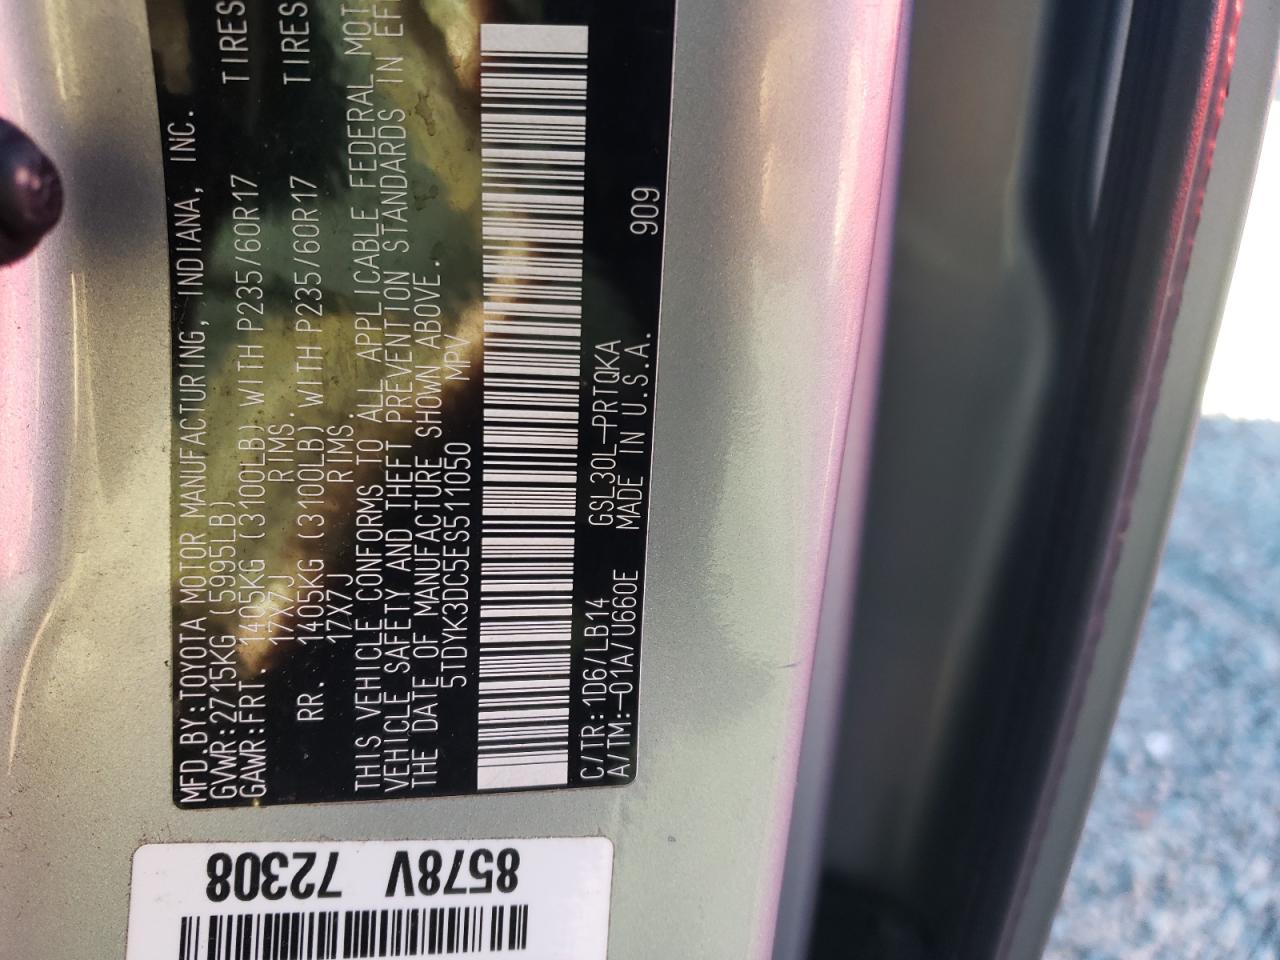 MFD.BY:TOYOTA MOTOR MANUFACTURING, INDIANA, INC.
GVWR:2715KG (5995LB)
GAWR:FRT. 1405KG (3100LB) WITH P235/60R17 TIRES
17X7J RIMS.
RR. 1405KG (3100LB) WITH P235/60R17 TIRES
17X7J RIMS.
THIS VEHICLE CONFORMS TO ALL APPLICABLE FEDERAL MOT
VEHICLE SAFETY AND THEFT PREVENTION STANDARDS IN EF
THE DATE OF MANUFACTURE SHOWN ABOVE.
5TDYK3DC5ES511050 MPV
C/TR:1D6/LB14 GSL30L-PRTQKA
A/TM:-01A/U660E MADE IN U.S.A. 909
8578V 72308